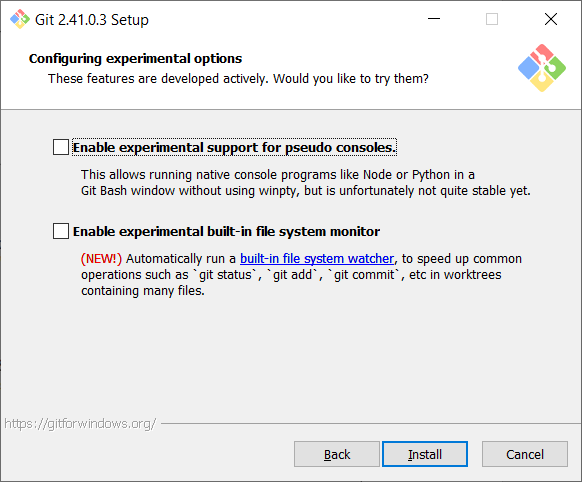 Git 2.41.0.3 Setup
Configuring experimental options
These features are developed actively. Would you like to try them?
Enable experimental support for pseudo consoles.
This allows running native console programs like Node or Python in a
Git Bash window without using winpty, but is unfortunately not quite stable yet.
Enable experimental built-in file system monitor
(NEW!) Automatically run a built-in file system watcher, to speed up common
operations such as `git status`, `git add`, `git commit`, etc in worktrees
containing many files.
https://gitforwindows.org/
Back
Install
Cancel